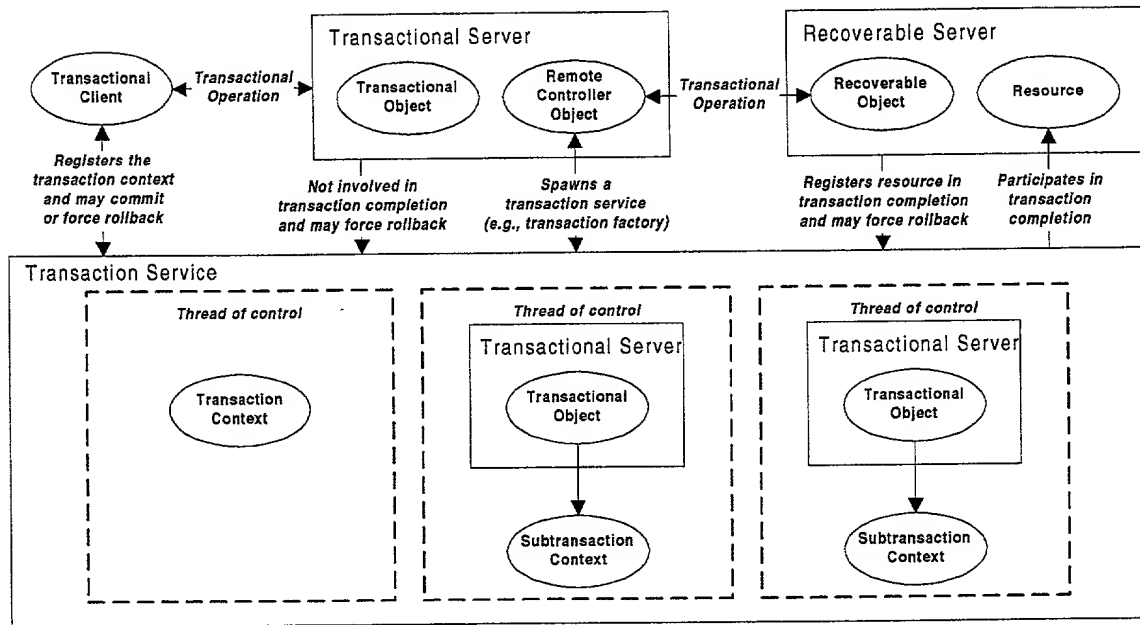 Transactional Server
Recoverable Server
Transactional
Client
Transactional
Operation
Transactional
Object
Remote
Controller
Object
Transactional
Operation
Recoverable
Object
Resource
Registers the
transaction context
and may commit
or force rollback
Not involved in
transaction completion
and may force rollback
Spawns a
transaction service
(e.g., transaction factory)
Registers resource in
transaction completion
and may force rollback
Participates in
transaction
completion
Transaction Service
Thread of control
Transaction
Context
Thread of control
Transactional Server
Transactional
Object
Subtransaction
Context
Thread of control
Transactional Server
Transactional
Object
Subtransaction
Context